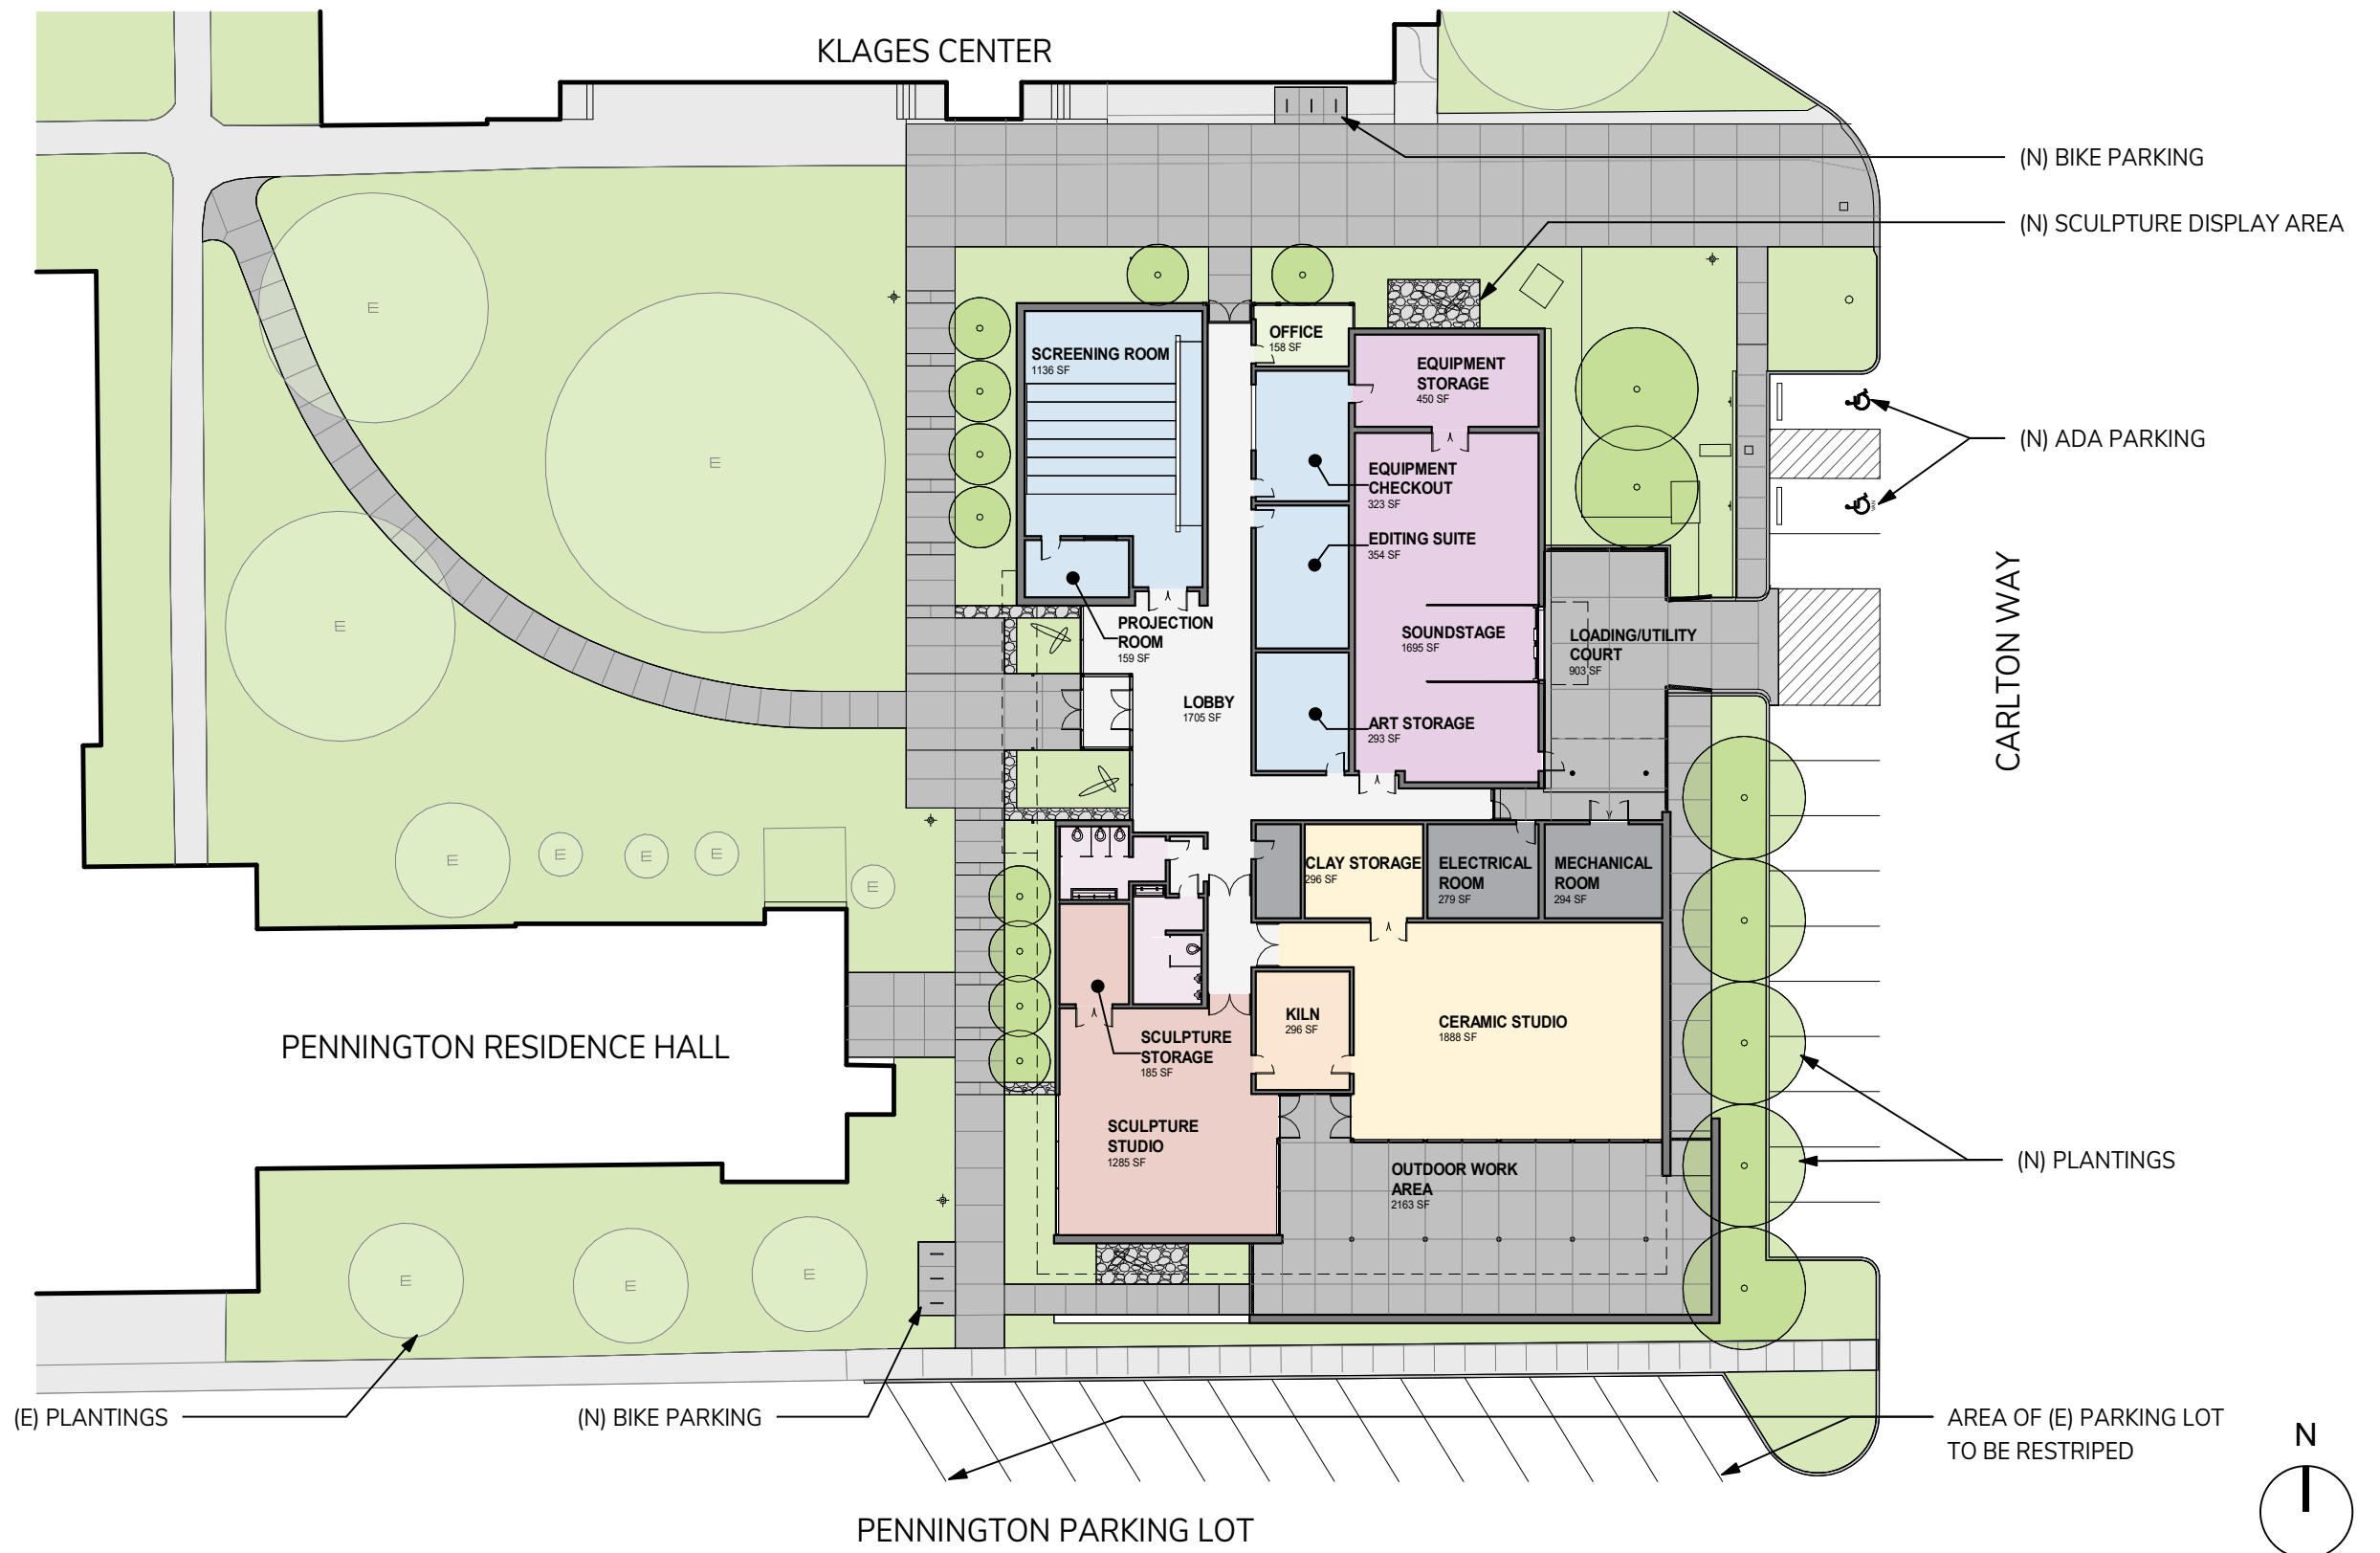 KLAGES CENTER
(N) BIKE PARKING
(N) SCULPTURE DISPLAY AREA
OFFICE
158 SF
SCREENING ROOM
1136 SF
EQUIPMENT
STORAGE
450 SF
(N) ADA PARKING
EQUIPMENT
CHECKOUT
323 SF
EDITING SUITE
354 SF
PROJECTION
ROOM
159 SF
SOUNDSTAGE
1695 SF
LOADING/UTILITY
COURT
903 SF
CARLTON WAY
LOBBY
1705 SF
ART STORAGE
293 SF
E
E
E
E
E
E
E
E
CLAY STORAGE
296 SF
ELECTRICAL
ROOM
279 SF
MECHANICAL
ROOM
294 SF
PENNINGTON RESIDENCE HALL
SCULPTURE
STORAGE
185 SF
KILN
296 SF
CERAMIC STUDIO
1888 SF
SCULPTURE
STUDIO
1285 SF
OUTDOOR WORK
AREA
2163 SF
(N) PLANTINGS
E
E
E
(E) PLANTINGS
(N) BIKE PARKING
AREA OF (E) PARKING LOT
TO BE RESTRIPED
N
PENNINGTON PARKING LOT